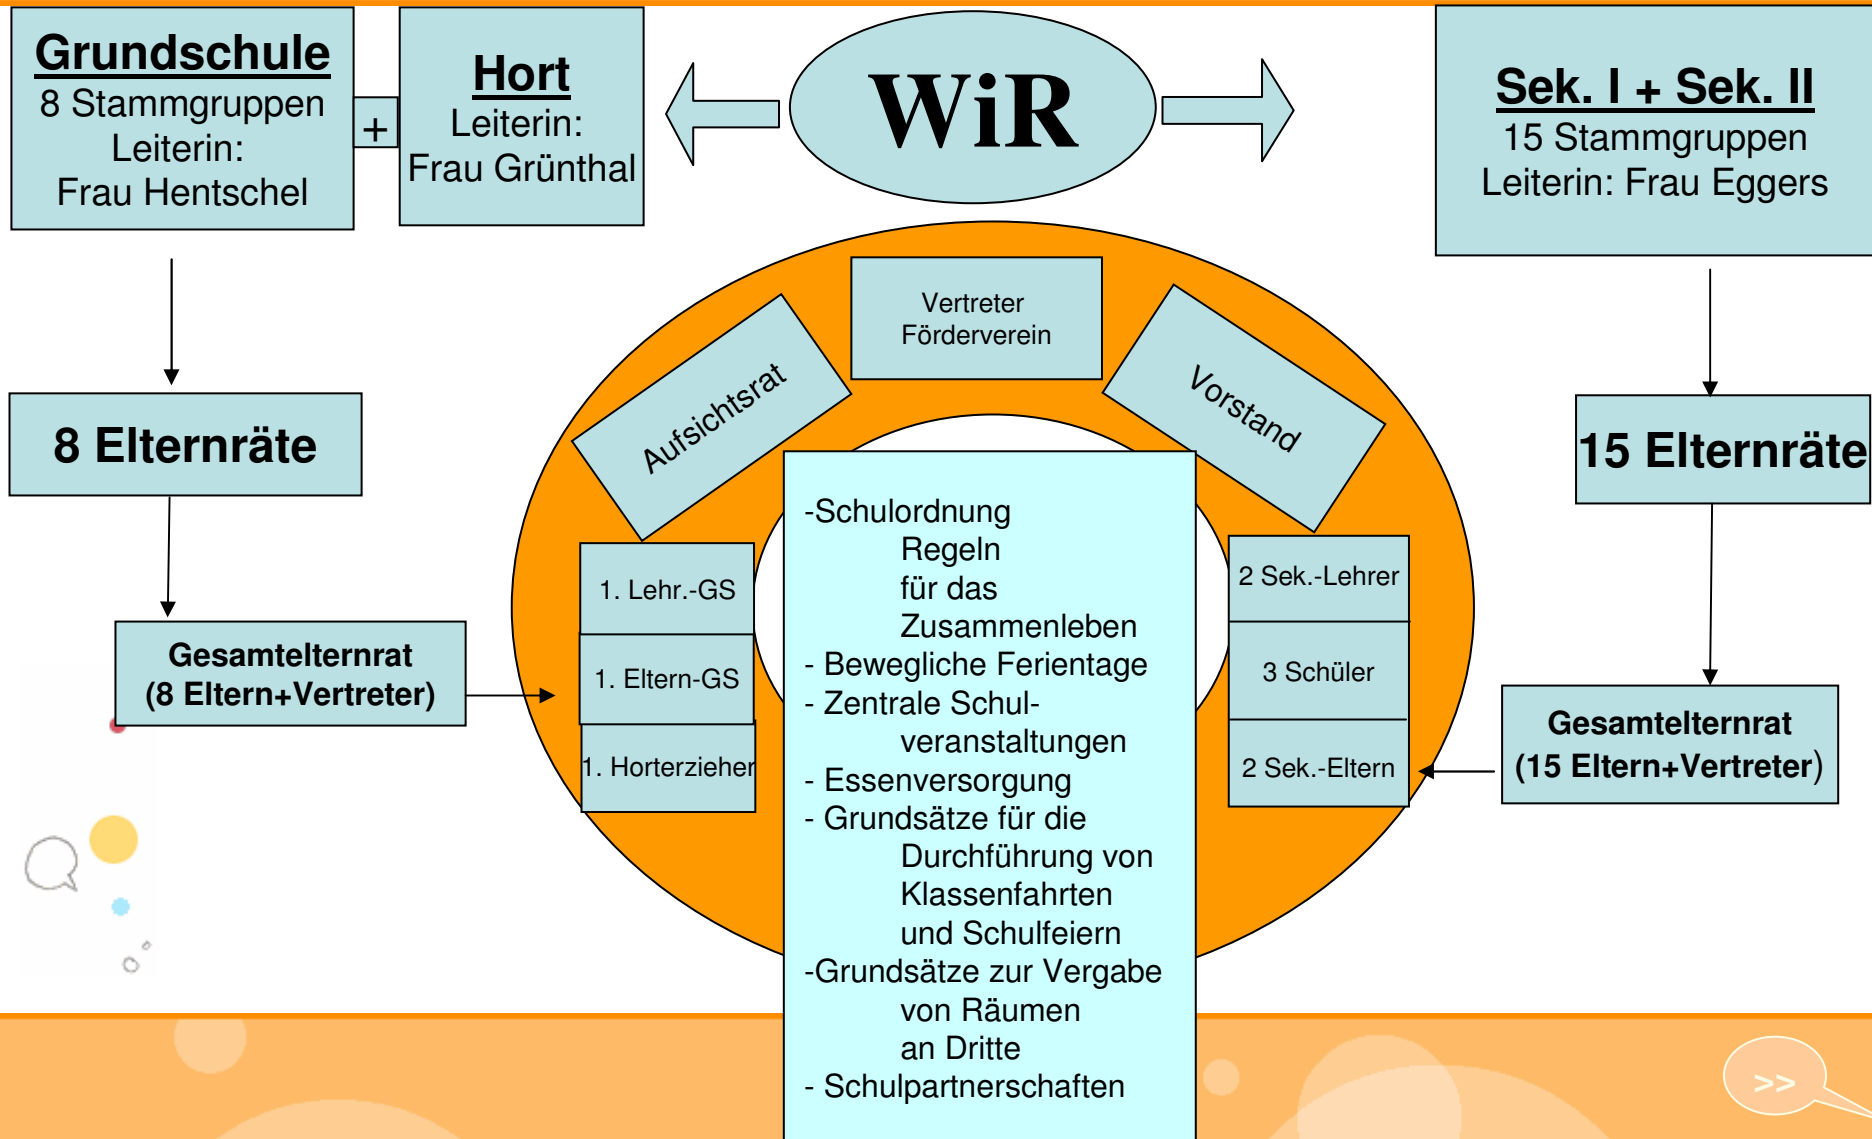 Grundschule
8 Stammgruppen
Leiterin:
Frau Hentschel
+
Hort
Leiterin:
Frau Grünthal
WiR
Sek. I + Sek. II
15 Stammgruppen
Leiterin: Frau Eggers
8 Elternräte
Gesamtelternrat
(8 Eltern+Vertreter)
Aufsichtsrat
Vertreter
Förderverein
Vorstand
1. Lehr.-GS
1. Eltern-GS
1. Horterzieher
-Schulordnung
Regeln
für das
Zusammenleben
- Bewegliche Ferientage
- Zentrale Schul-
veranstaltungen
- Essenversorgung
- Grundsätze für die
Durchführung von
Klassenfahrten
und Schulfeiern
-Grundsätze zur Vergabe
von Räumen
an Dritte
- Schulpartnerschaften
2 Sek.-Lehrer
3 Schüler
2 Sek.-Eltern
15 Elternräte
Gesamtelternrat
(15 Eltern+Vertreter)
>>